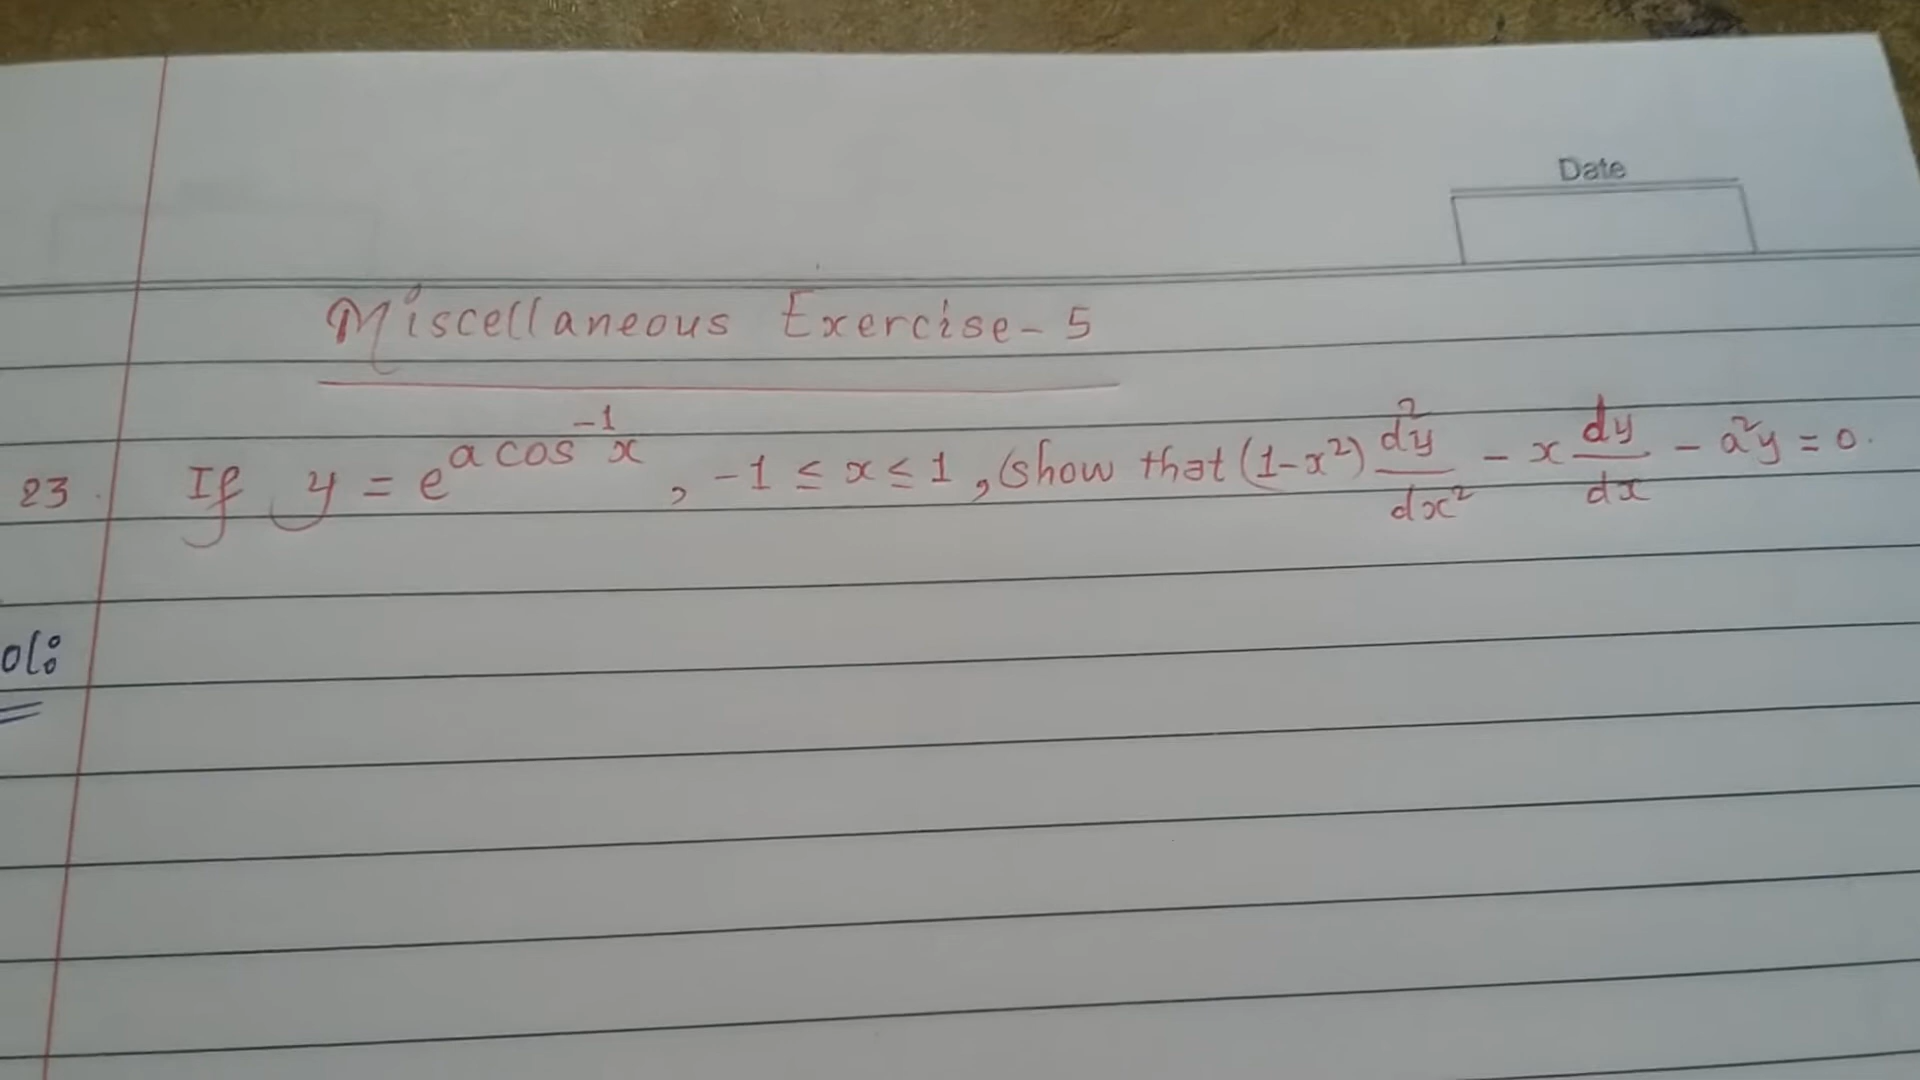 Date
Miscellaneous Exercise-5
23. If y = e^(a cos⁻¹x), -1 ≤ x ≤ 1, show that (1-x²) d²y/dx² - x dy/dx - a²y = 0.
ol: